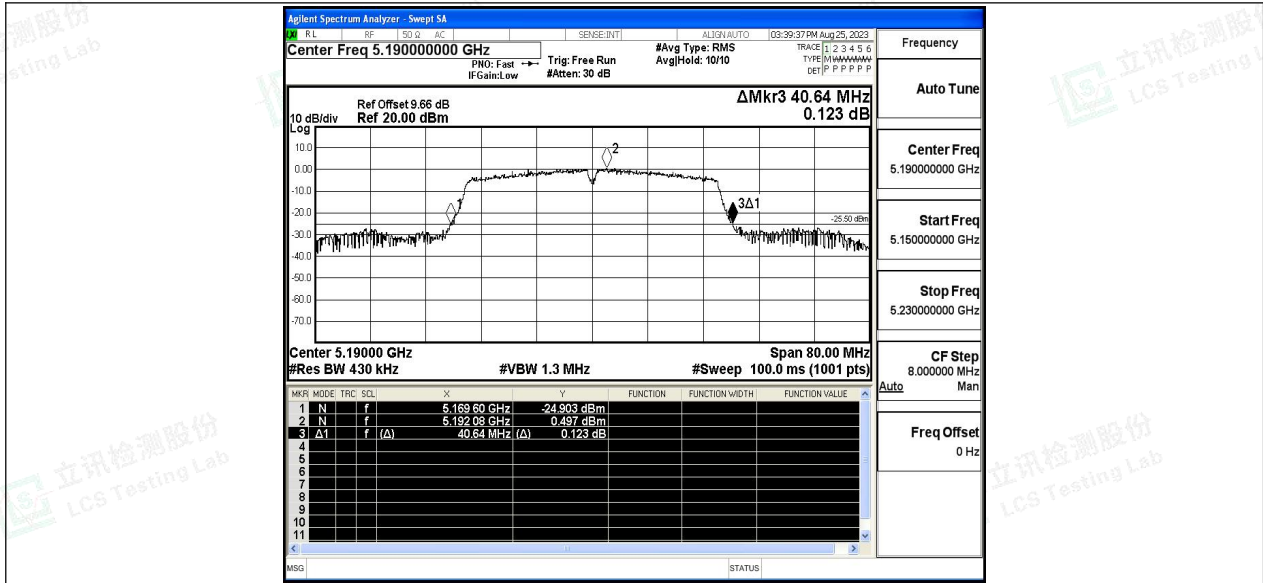 Agilent Spectrum Analyzer - Swept SA
RL RF 50 Ω AC SENSE:INT ALIGN AUTO 03:39:37 PM Aug 25, 2023
Center Freq 5.190000000 GHz
PNO: Fast
IFGain:Low
Trig: Free Run
#Atten: 30 dB
#Avg Type: RMS
Avg|Hold: 10/10
TRACE 1 2 3 4 5 6
TYPE M W W W W W
DET P P P P P P
ΔMkr3 40.64 MHz
0.123 dB
Ref Offset 9.66 dB
10 dB/div Ref 20.00 dBm
Log
10.0
0.00
-10.0
-20.0
-30.0
-40.0
-50.0
-60.0
-70.0
1
2
3Δ1
-25.50 dBm
Center 5.19000 GHz Span 80.00 MHz
#Res BW 430 kHz #VBW 1.3 MHz #Sweep 100.0 ms (1001 pts)
MKR MODE TRC SCL X Y FUNCTION FUNCTION WIDTH FUNCTION VALUE
1 N f 5.169 60 GHz -24.903 dBm
2 N f 5.192 08 GHz 0.497 dBm
3 Δ1 f (Δ) 40.64 MHz (Δ) 0.123 dB
4
5
6
7
8
9
10
11
MSG STATUS
Frequency
Auto Tune
Center Freq
5.190000000 GHz
Start Freq
5.150000000 GHz
Stop Freq
5.230000000 GHz
CF Step
8.000000 MHz
Auto Man
Freq Offset
0 Hz
立讯检测股份
LCS Testing Lab
立讯检测股份
LCS Testing Lab